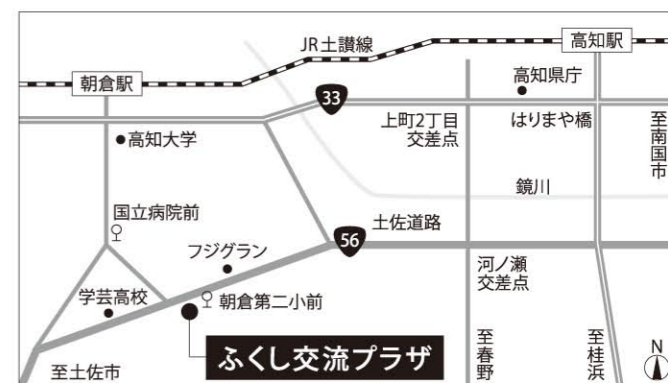 JR土讃線
高知駅
朝倉駅
高知県庁
33
上町2丁目
交差点
はりまや橋
至南国市
高知大学
鏡川
国立病院前
土佐道路
56
フジグラン
河ノ瀬
交差点
学芸高校
朝倉第二小前
ふくし交流プラザ
至土佐市
至春野
至桂浜
N